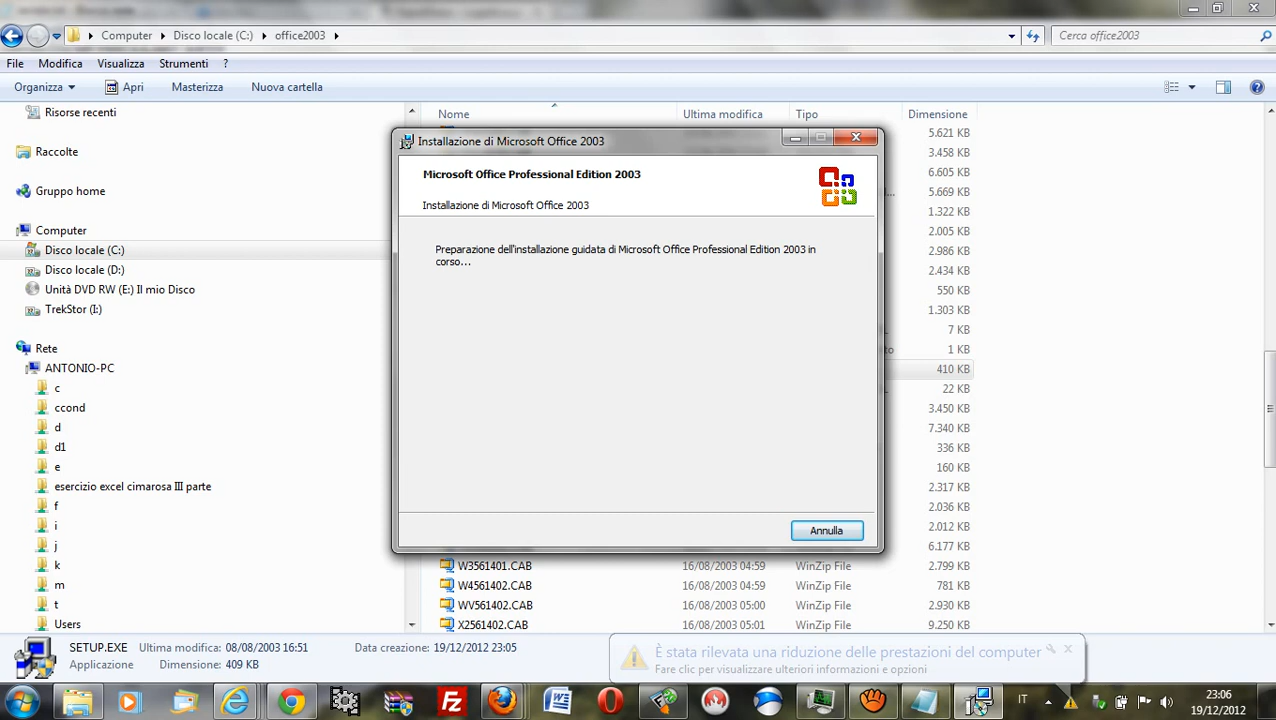 Computer Disco locale (C:) office2003 Cerca office2003
File Modifica Visualizza Strumenti ?
Organizza Apri Masterizza Nuova cartella
Risorse recenti
Raccolte
Gruppo home
Computer
Disco locale (C:)
Disco locale (D:)
Unità DVD RW (E:) Il mio Disco
TrekStor (I:)
Rete
ANTONIO-PC
c
ccond
d
d1
e
esercizio excel cimarosa III parte
f
i
j
k
m
t
Users
Nome Ultima modifica Tipo Dimensione
5.621 KB
3.458 KB
6.605 KB
5.669 KB
1.322 KB
2.005 KB
2.986 KB
2.434 KB
550 KB
1.303 KB
7 KB
1 KB
410 KB
22 KB
3.450 KB
7.340 KB
336 KB
160 KB
2.317 KB
2.036 KB
2.012 KB
6.177 KB
W3561401.CAB 16/08/2003 04:59 WinZip File 2.799 KB
W4561402.CAB 16/08/2003 04:59 WinZip File 781 KB
WV561402.CAB 16/08/2003 05:00 WinZip File 2.930 KB
X2561402.CAB 16/08/2003 05:01 WinZip File 9.250 KB
Installazione di Microsoft Office 2003
Microsoft Office Professional Edition 2003
Installazione di Microsoft Office 2003
Preparazione dell'installazione guidata di Microsoft Office Professional Edition 2003 in
corso...
Annulla
SETUP.EXE Ultima modifica: 08/08/2003 16:51 Data creazione: 19/12/2012 23:05
Applicazione Dimensione: 409 KB
È stata rilevata una riduzione delle prestazioni del computer
Fare clic per visualizzare ulteriori informazioni e opzioni
IT
23:06
19/12/2012